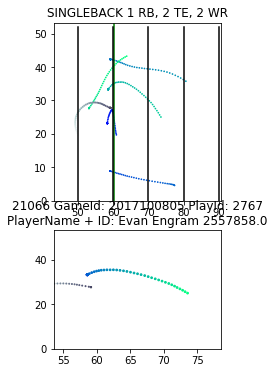 SINGLEBACK 1 RB, 2 TE, 2 WR
50
40
30
20
10
0
50 60 70 80 90
21066 GameId: 2017100805 PlayId: 2767
PlayerName + ID: Evan Engram 2557858.0
40
20
0
55 60 65 70 75